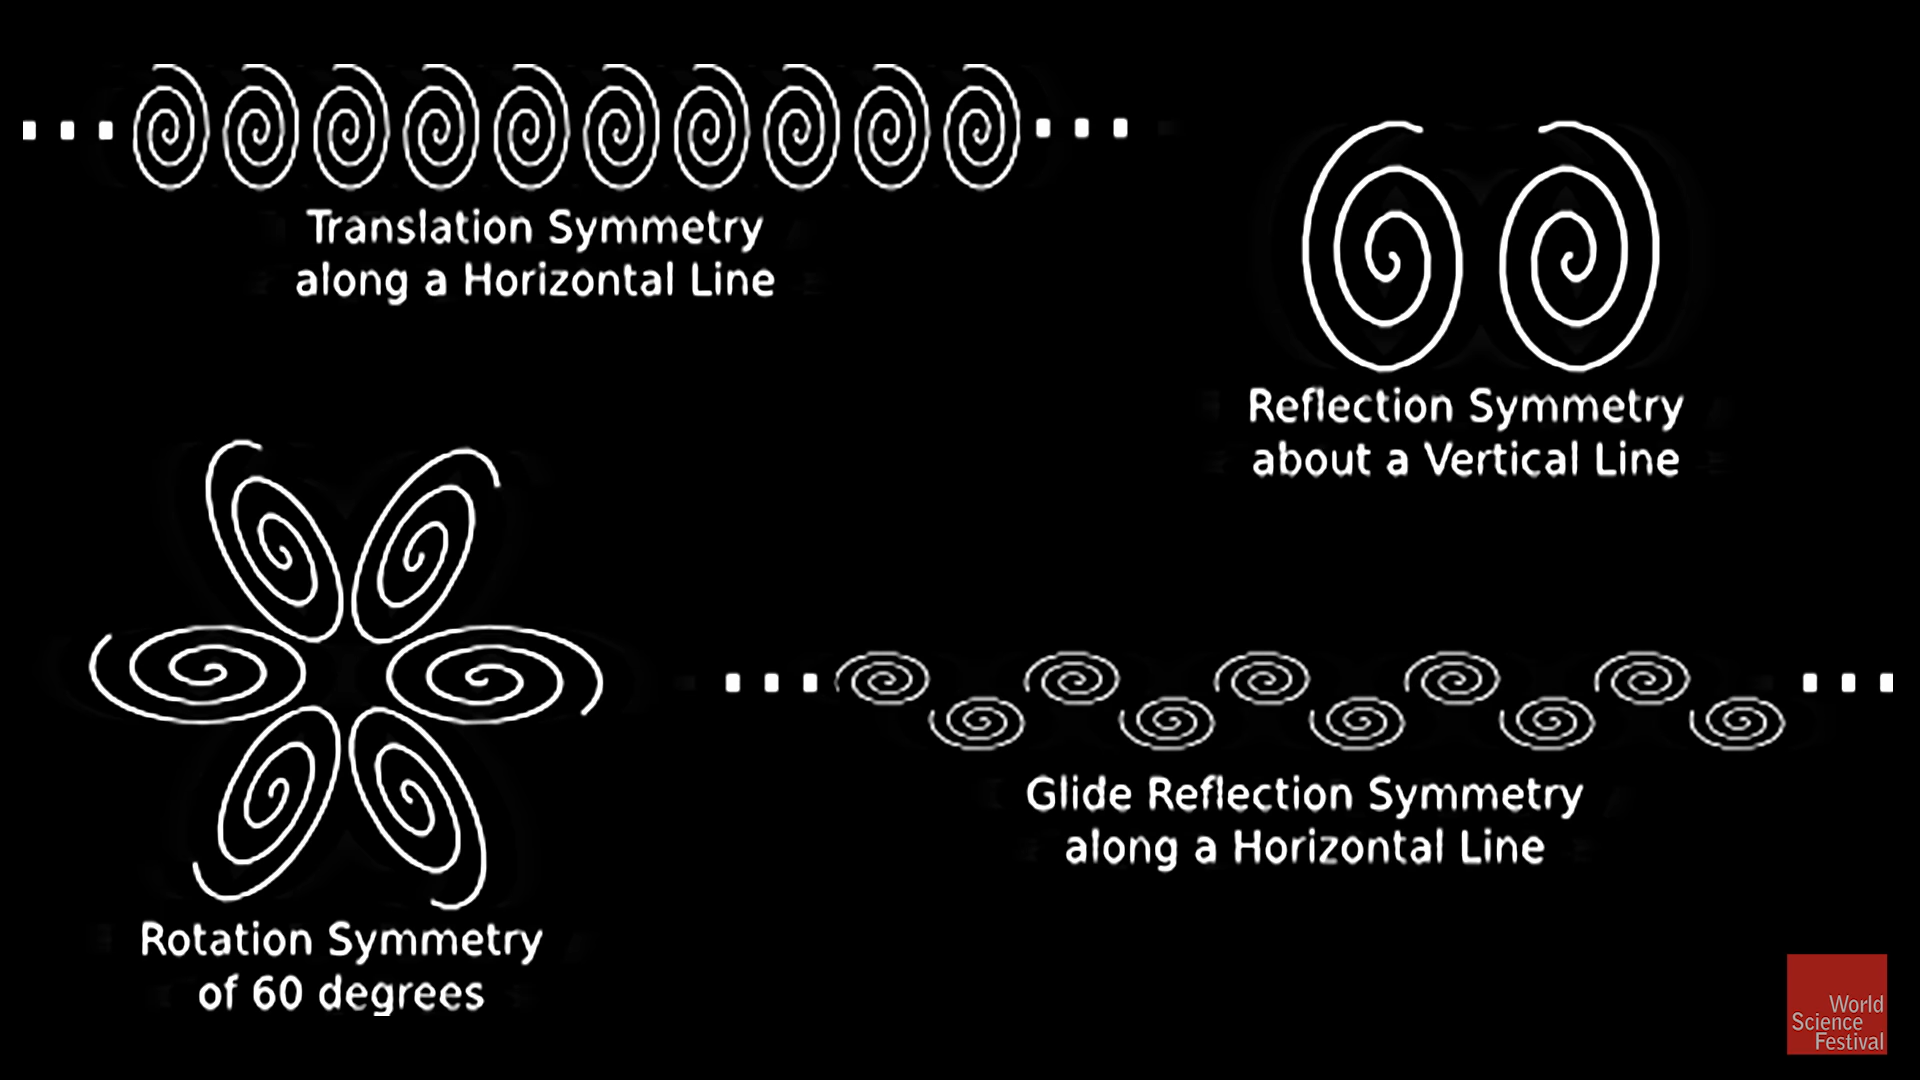 Translation Symmetry
along a Horizontal Line
Reflection Symmetry
about a Vertical Line
Rotation Symmetry
of 60 degrees
Glide Reflection Symmetry
along a Horizontal Line
World
Science
Festival